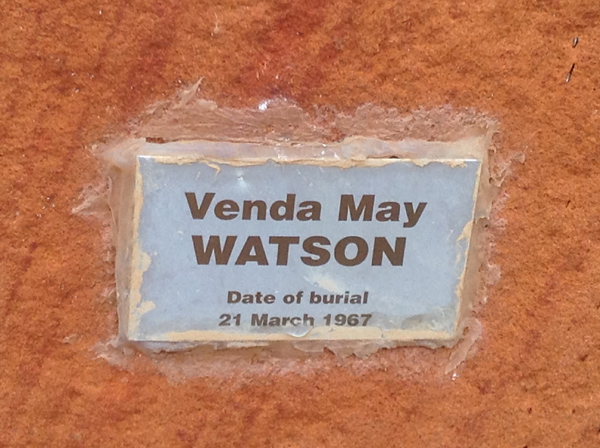 Venda May
WATSON
Date of burial
21 March 1967